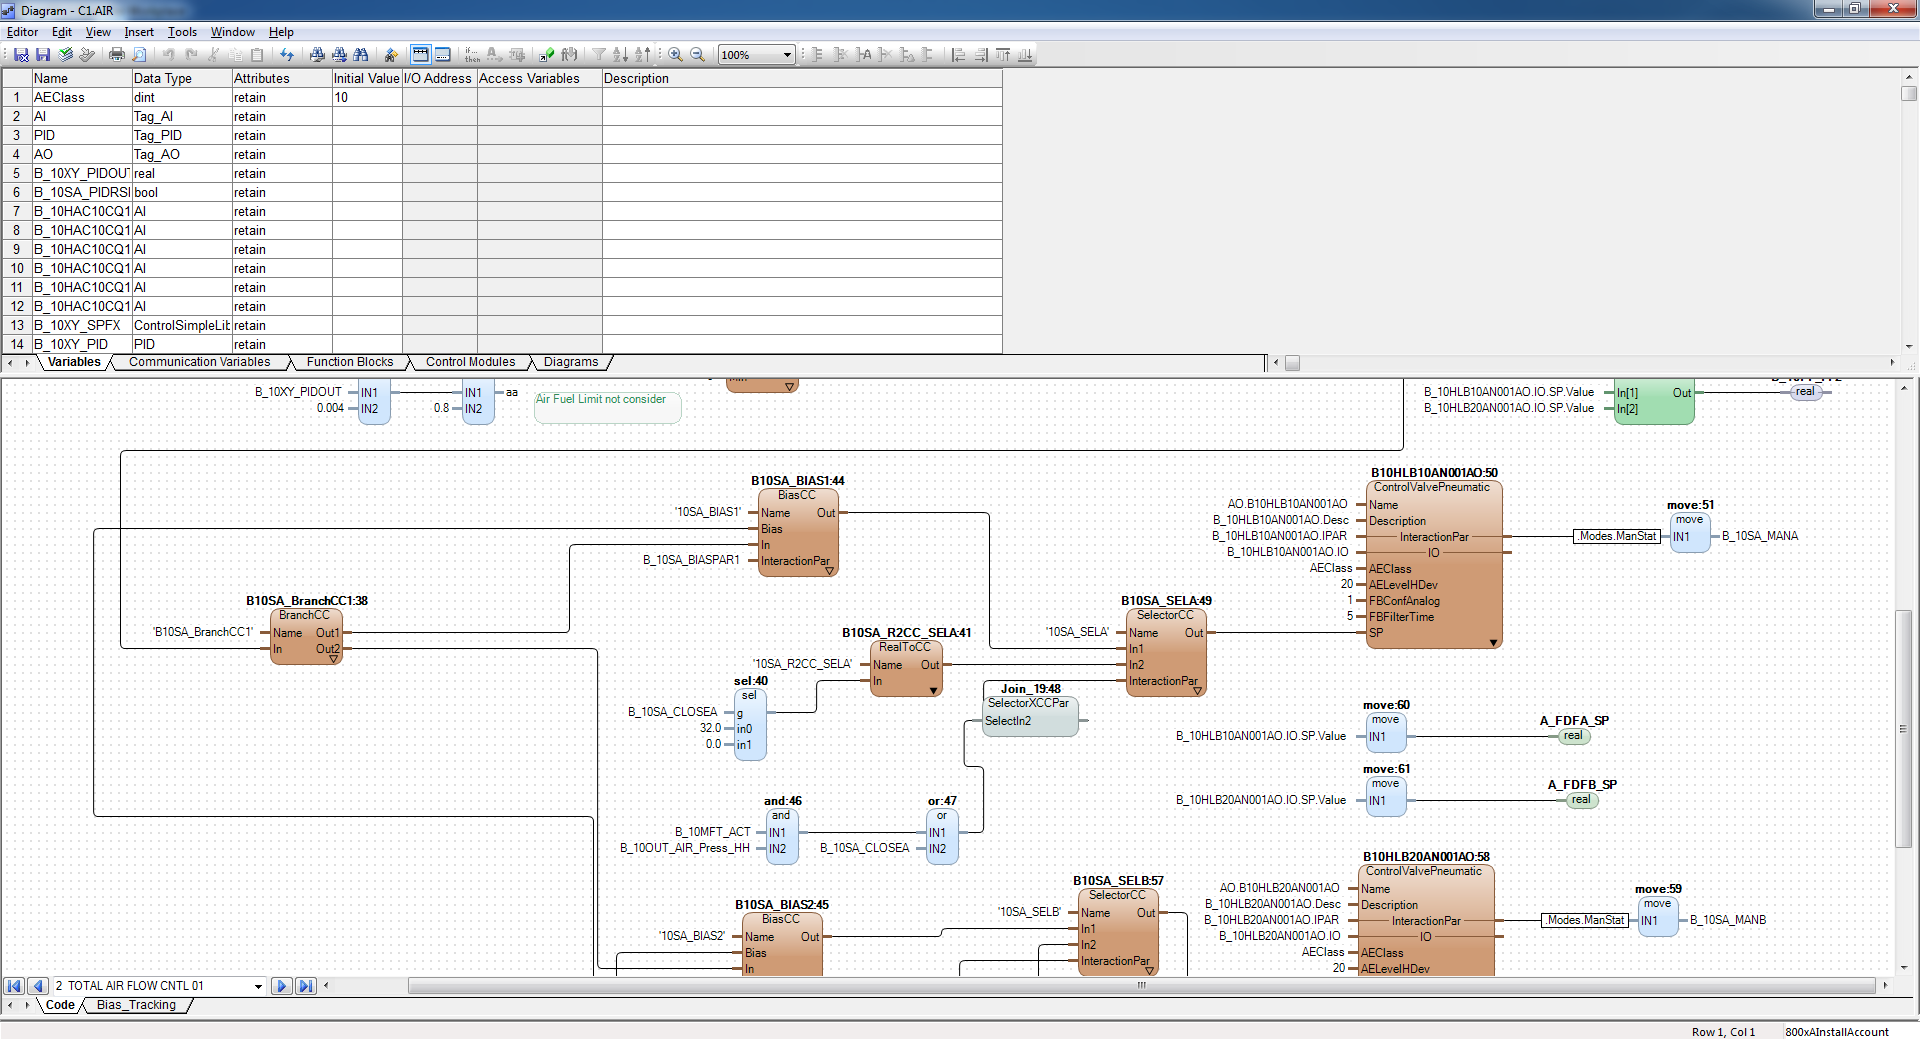 Diagram - C1.AIR
Editor Edit View Insert Tools Window Help
100%
Name Data Type Attributes Initial Value I/O Address Access Variables Description
1 AEClass dint retain 10
2 AI Tag_AI retain
3 PID Tag_PID retain
4 AO Tag_AO retain
5 B_10XY_PIDOUT real retain
6 B_10SA_PIDRSI bool retain
7 B_10HAC10CQ1 AI retain
8 B_10HAC10CQ1 AI retain
9 B_10HAC10CQ1 AI retain
10 B_10HAC10CQ1 AI retain
11 B_10HAC10CQ1 AI retain
12 B_10HAC10CQ1 AI retain
13 B_10XY_SPFX ControlSimpleLib retain
14 B_10XY_PID PID retain
Variables Communication Variables Function Blocks Control Modules Diagrams
B_10XY_PIDOUT IN1 IN1 aa
0.004 IN2 0.8 IN2
Air Fuel Limit not consider
B_10HLB10AN001AO.IO.SP.Value In[1] Out real
B_10HLB20AN001AO.IO.SP.Value In[2]
B10SA_BIAS1:44
BiasCC
'10SA_BIAS1' Name Out
Bias
In
B_10SA_BIASPAR1 InteractionPar
B10HLB10AN001AO:50
ControlValvePneumatic
AO.B10HLB10AN001AO Name
B_10HLB10AN001AO.Desc Description
B_10HLB10AN001AO.IPAR InteractionPar
B_10HLB10AN001AO.IO IO
AEClass AEClass
20 AELevelHDev
1 FBConfAnalog
5 FBFilterTime
SP
.Modes.ManStat
move:51
move
IN1 B_10SA_MANA
B10SA_BranchCC1:38
BranchCC
'B10SA_BranchCC1' Name Out1
In Out2
B10SA_R2CC_SELA:41
RealToCC
'10SA_R2CC_SELA' Name Out
In
B10SA_SELA:49
SelectorCC
'10SA_SELA' Name Out
In1
In2
InteractionPar
sel:40
sel
B_10SA_CLOSEA g
32.0 in0
0.0 in1
Join_19:48
SelectorXCCPar
SelectIn2
move:60
move
B_10HLB10AN001AO.IO.SP.Value IN1
A_FDFA_SP
real
move:61
move
B_10HLB20AN001AO.IO.SP.Value IN1
A_FDFB_SP
real
and:46
and
B_10MFT_ACT IN1
B_10OUT_AIR_Press_HH IN2
or:47
or
IN1
B_10SA_CLOSEA IN2
B10SA_BIAS2:45
BiasCC
'10SA_BIAS2' Name Out
Bias
In
B10SA_SELB:57
SelectorCC
'10SA_SELB' Name Out
In1
In2
InteractionPar
B10HLB20AN001AO:58
ControlValvePneumatic
AO.B10HLB20AN001AO Name
B_10HLB20AN001AO.Desc Description
B_10HLB20AN001AO.IPAR InteractionPar
B_10HLB20AN001AO.IO IO
AEClass AEClass
20 AELevelHDev
.Modes.ManStat
move:59
move
IN1 B_10SA_MANB
2 TOTAL AIR FLOW CNTL 01
Code Bias_Tracking
Row 1, Col 1 800xAInstallAccount